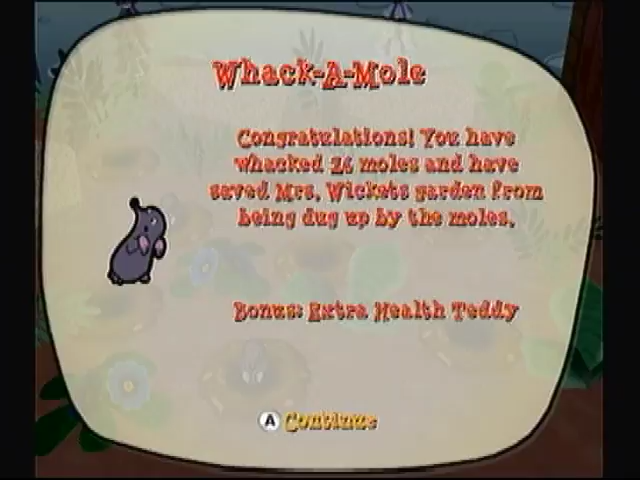 Whack-A-Mole
Congratulations! You have
whacked 26 moles and have
saved Mrs. Wickets garden from
being dug up by the moles.
Bonus: Extra Health Teddy
A Continue